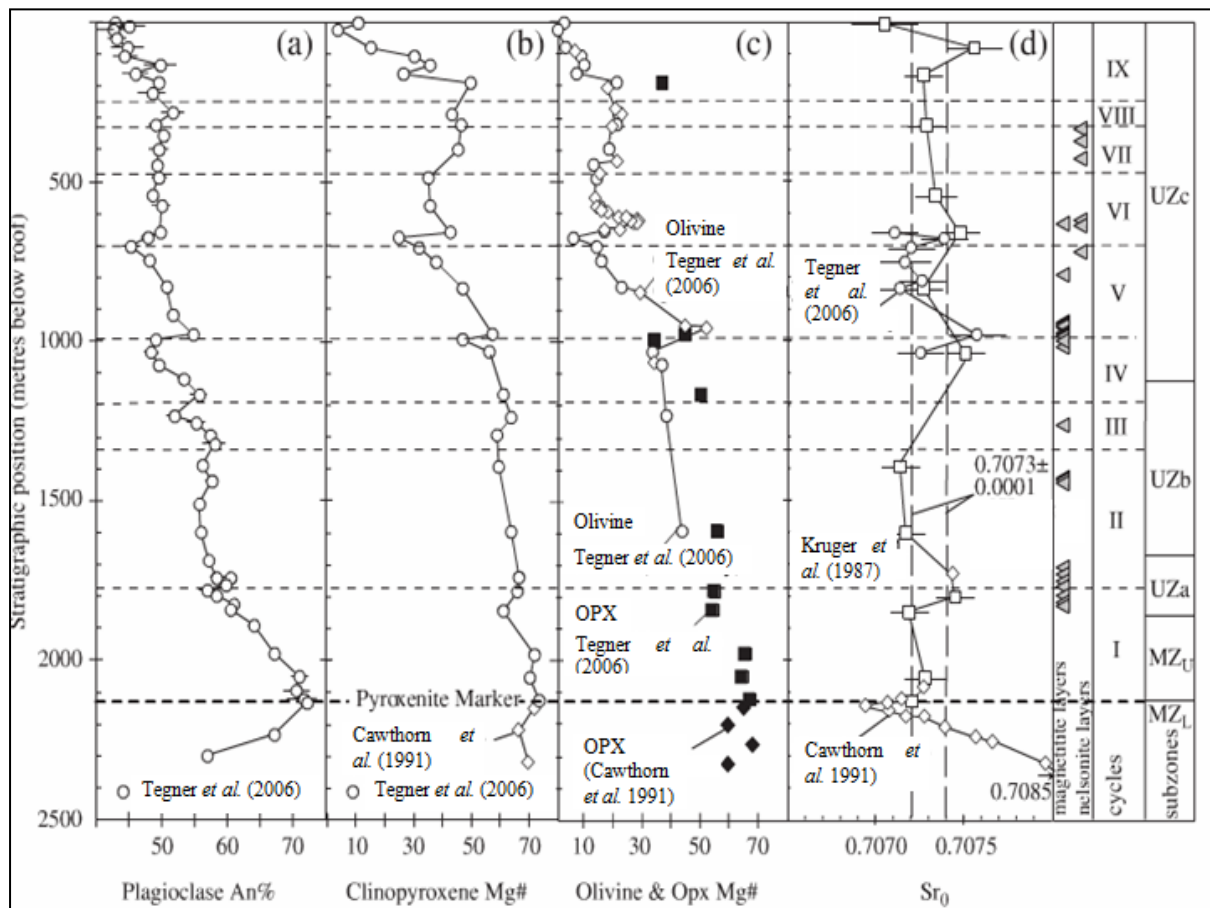 (a)
(b)
(c)
(d)
Stratigraphic position (metres below roof)
500
1000
1500
2000
2500
Olivine
Tegner et al.
(2006)
Tegner
et al.
(2006)
0.7073±
0.0001
Olivine
Tegner et al. (2006)
Kruger et
al. (1987)
OPX
Tegner et al.
(2006)
Pyroxenite Marker
Cawthorn et
al. (1991)
Tegner et al. (2006)
Tegner et al. (2006)
OPX
(Cawthorn
et al. 1991)
Cawthorn et
al. 1991)
0.7085
IX
VIII
VII
VI
V
IV
III
II
I
UZc
UZb
UZa
MZU
MZL
magnetitite layers
nelsonite layers
cycles
subzones
50 60 70
10 30 50 70
10 30 50 70
0.7070 0.7075
Plagioclase An%
Clinopyroxene Mg#
Olivine & Opx Mg#
Sr0